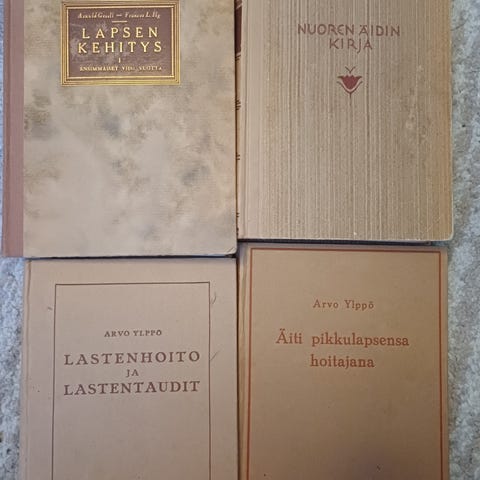 Arnold Gesell — Frances L. Ilg
LAPSEN
KEHITYS
I
ENSIMMÄISET VIISI VUOTTA
NUOREN ÄIDIN
KIRJA
ARVO YLPPÖ
LASTENHOITO
JA
LASTENTAUDIT
Arvo Ylppö
Äiti pikkulapsensa
hoitajana